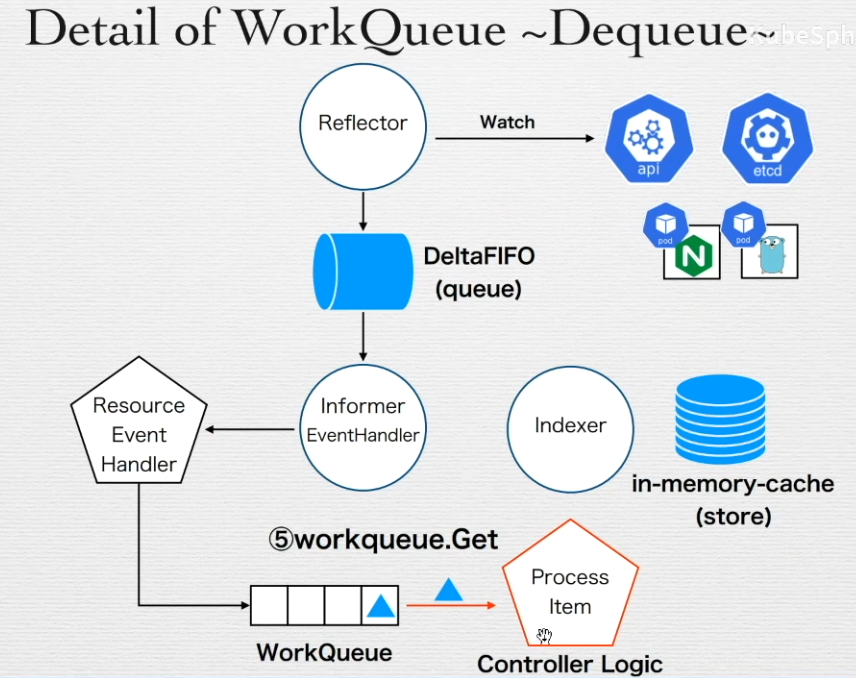 Detail of WorkQueue ~Dequeue~
KubeSph
Reflector
Watch
api
etcd
pod
pod
N
DeltaFIFO
(queue)
Resource
Event
Handler
Informer
EventHandler
Indexer
in-memory-cache
(store)
⑤workqueue.Get
Process
Item
WorkQueue
Controller Logic